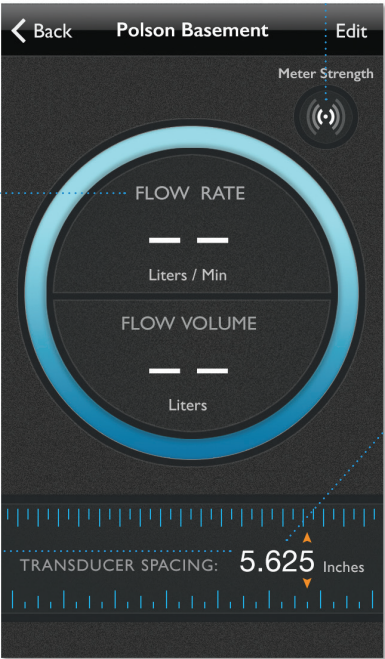 Back Polson Basement Edit
Meter Strength
FLOW RATE
– –
Liters / Min
FLOW VOLUME
– –
Liters
TRANSDUCER SPACING: 5.625 Inches